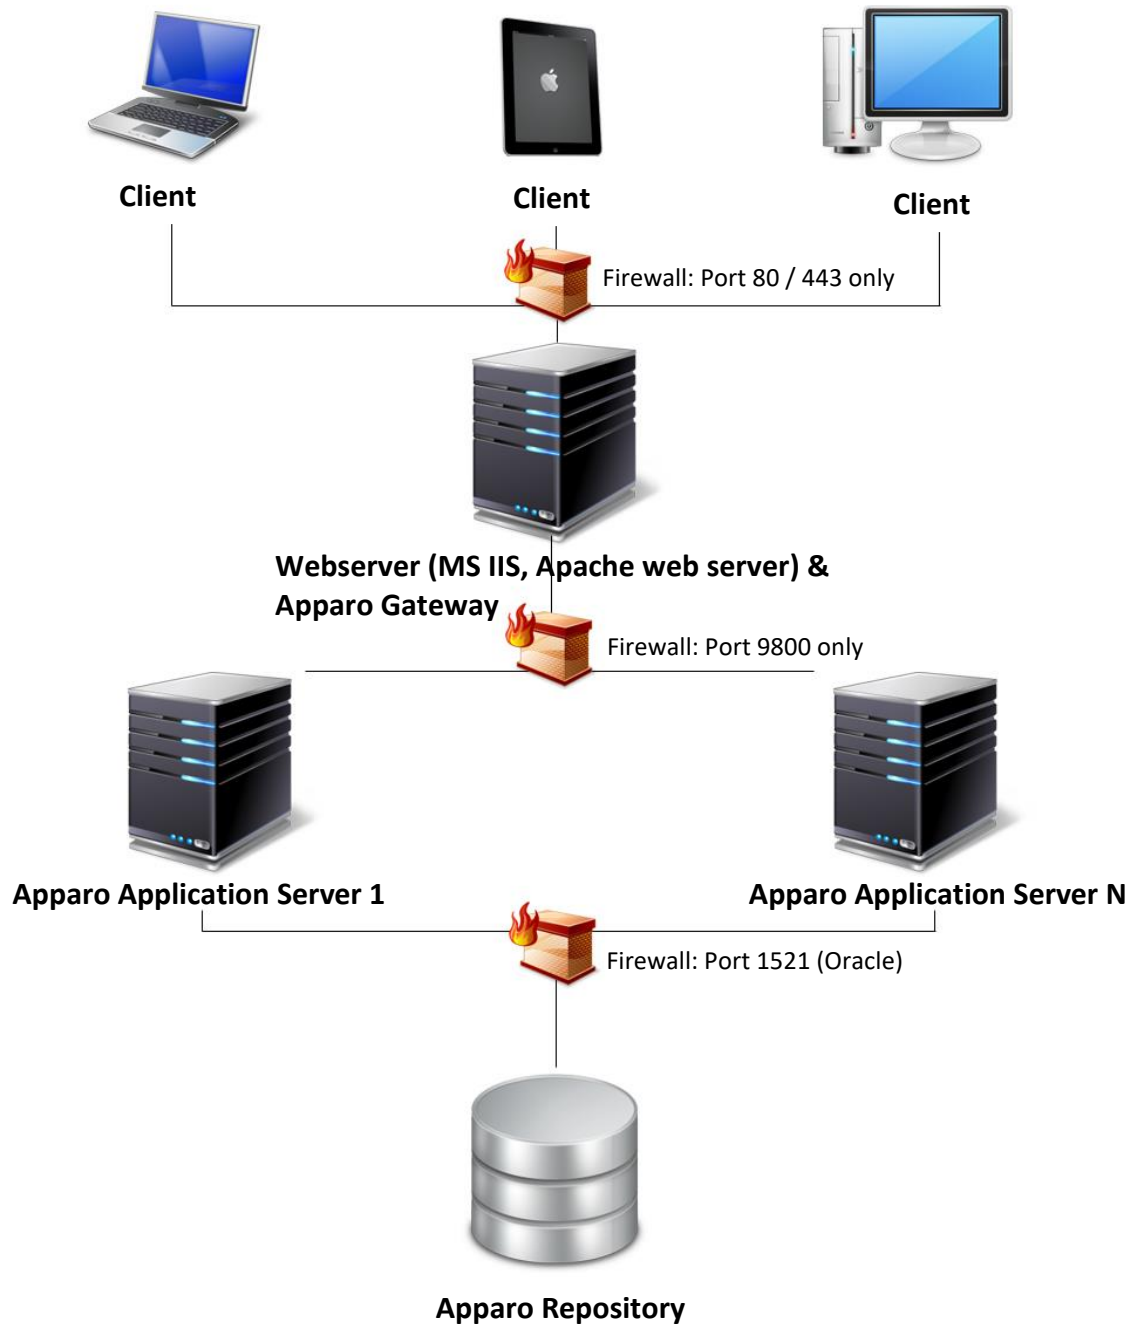 Client
Client
Client
Firewall: Port 80 / 443 only
Webserver (MS IIS, Apache web server) &
Apparo Gateway
Firewall: Port 9800 only
Apparo Application Server 1
Apparo Application Server N
Firewall: Port 1521 (Oracle)
Apparo Repository